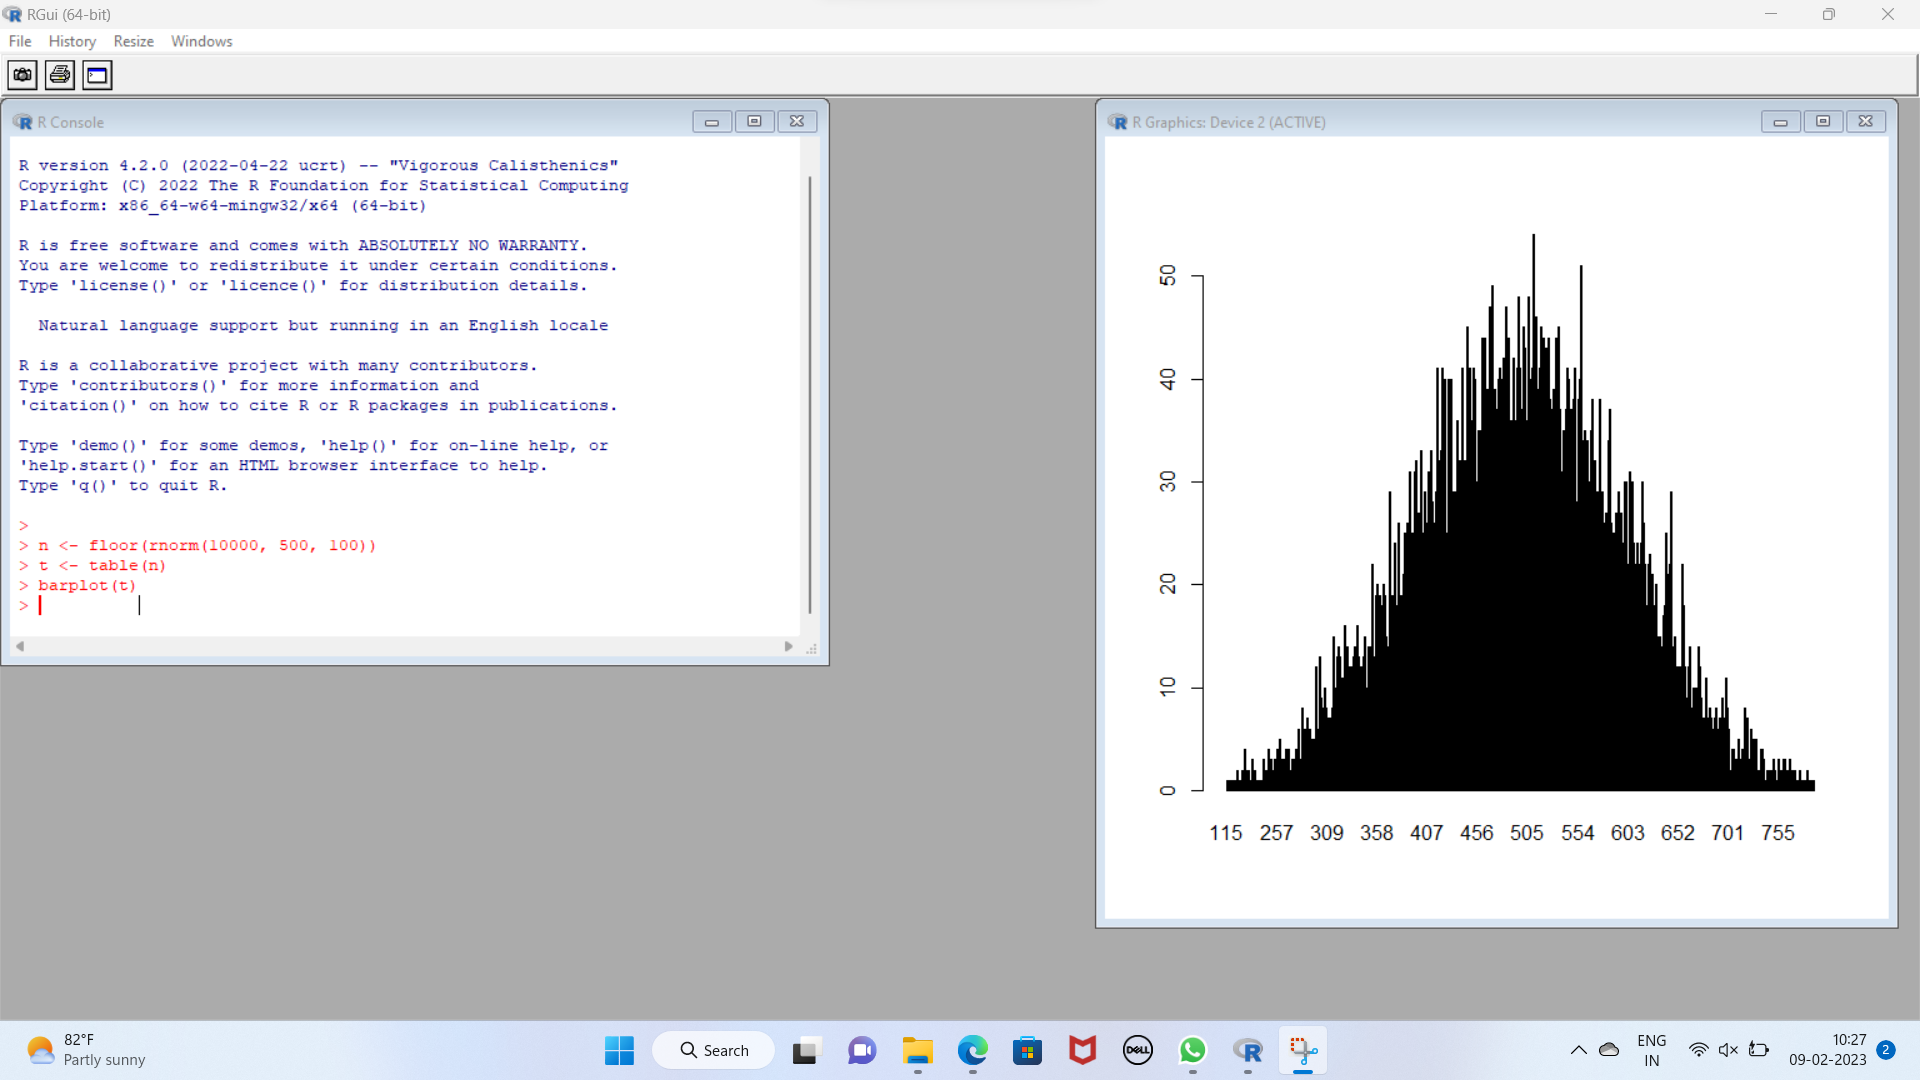 RGui (64-bit)
File History Resize Windows
R Console
R version 4.2.0 (2022-04-22 ucrt) -- "Vigorous Calisthenics"
Copyright (C) 2022 The R Foundation for Statistical Computing
Platform: x86_64-w64-mingw32/x64 (64-bit)
R is free software and comes with ABSOLUTELY NO WARRANTY.
You are welcome to redistribute it under certain conditions.
Type 'license()' or 'licence()' for distribution details.
Natural language support but running in an English locale
R is a collaborative project with many contributors.
Type 'contributors()' for more information and
'citation()' on how to cite R or R packages in publications.
Type 'demo()' for some demos, 'help()' for on-line help, or
'help.start()' for an HTML browser interface to help.
Type 'q()' to quit R.
>
> n <- floor(rnorm(10000, 500, 100))
> t <- table(n)
> barplot(t)
>
R Graphics: Device 2 (ACTIVE)
50
40
30
20
10
0
115 257 309 358 407 456 505 554 603 652 701 755
82°F
Partly sunny
Search
DELL
ENG
IN
10:27
09-02-2023
2